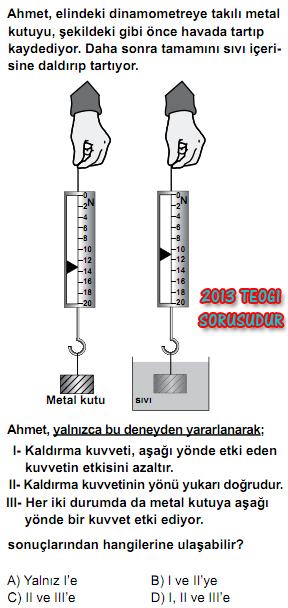 Ahmet, elindeki dinamometreye takılı metal
kutuyu, şekildeki gibi önce havada tartıp
kaydediyor. Daha sonra tamamını sıvı içeri-
sine daldırıp tartıyor.
0 N
2
4
6
8
10
12
14
16
18
20
0 N
2
4
6
8
10
12
14
16
18
20
2013 TEOG1
SORUSUDUR
Metal kutu
SIVI
Ahmet, yalnızca bu deneyden yararlanarak;
I- Kaldırma kuvveti, aşağı yönde etki eden
kuvvetin etkisini azaltır.
II- Kaldırma kuvvetinin yönü yukarı doğrudur.
III- Her iki durumda da metal kutuya aşağı
yönde bir kuvvet etki ediyor.
sonuçlarından hangilerine ulaşabilir?
A) Yalnız I'e B) I ve II'ye
C) II ve III'e D) I, II ve III'e